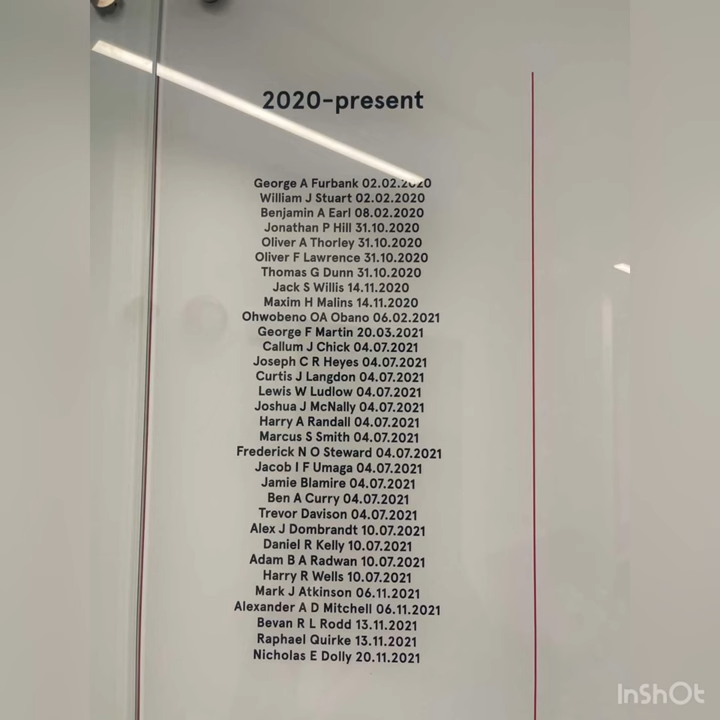 2020-present
George A Furbank 02.02.2020
William J Stuart 02.02.2020
Benjamin A Earl 08.02.2020
Jonathan P Hill 31.10.2020
Oliver A Thorley 31.10.2020
Oliver F Lawrence 31.10.2020
Thomas G Dunn 31.10.2020
Jack S Willis 14.11.2020
Maxim H Malins 14.11.2020
Ohwobeno OA Obano 06.02.2021
George F Martin 20.03.2021
Callum J Chick 04.07.2021
Joseph C R Heyes 04.07.2021
Curtis J Langdon 04.07.2021
Lewis W Ludlow 04.07.2021
Joshua J McNally 04.07.2021
Harry A Randall 04.07.2021
Marcus S Smith 04.07.2021
Frederick N O Steward 04.07.2021
Jacob I F Umaga 04.07.2021
Jamie Blamire 04.07.2021
Ben A Curry 04.07.2021
Trevor Davison 04.07.2021
Alex J Dombrandt 10.07.2021
Daniel R Kelly 10.07.2021
Adam B A Radwan 10.07.2021
Harry R Wells 10.07.2021
Mark J Atkinson 06.11.2021
Alexander A D Mitchell 06.11.2021
Bevan R L Rodd 13.11.2021
Raphael Quirke 13.11.2021
Nicholas E Dolly 20.11.2021
InShOt